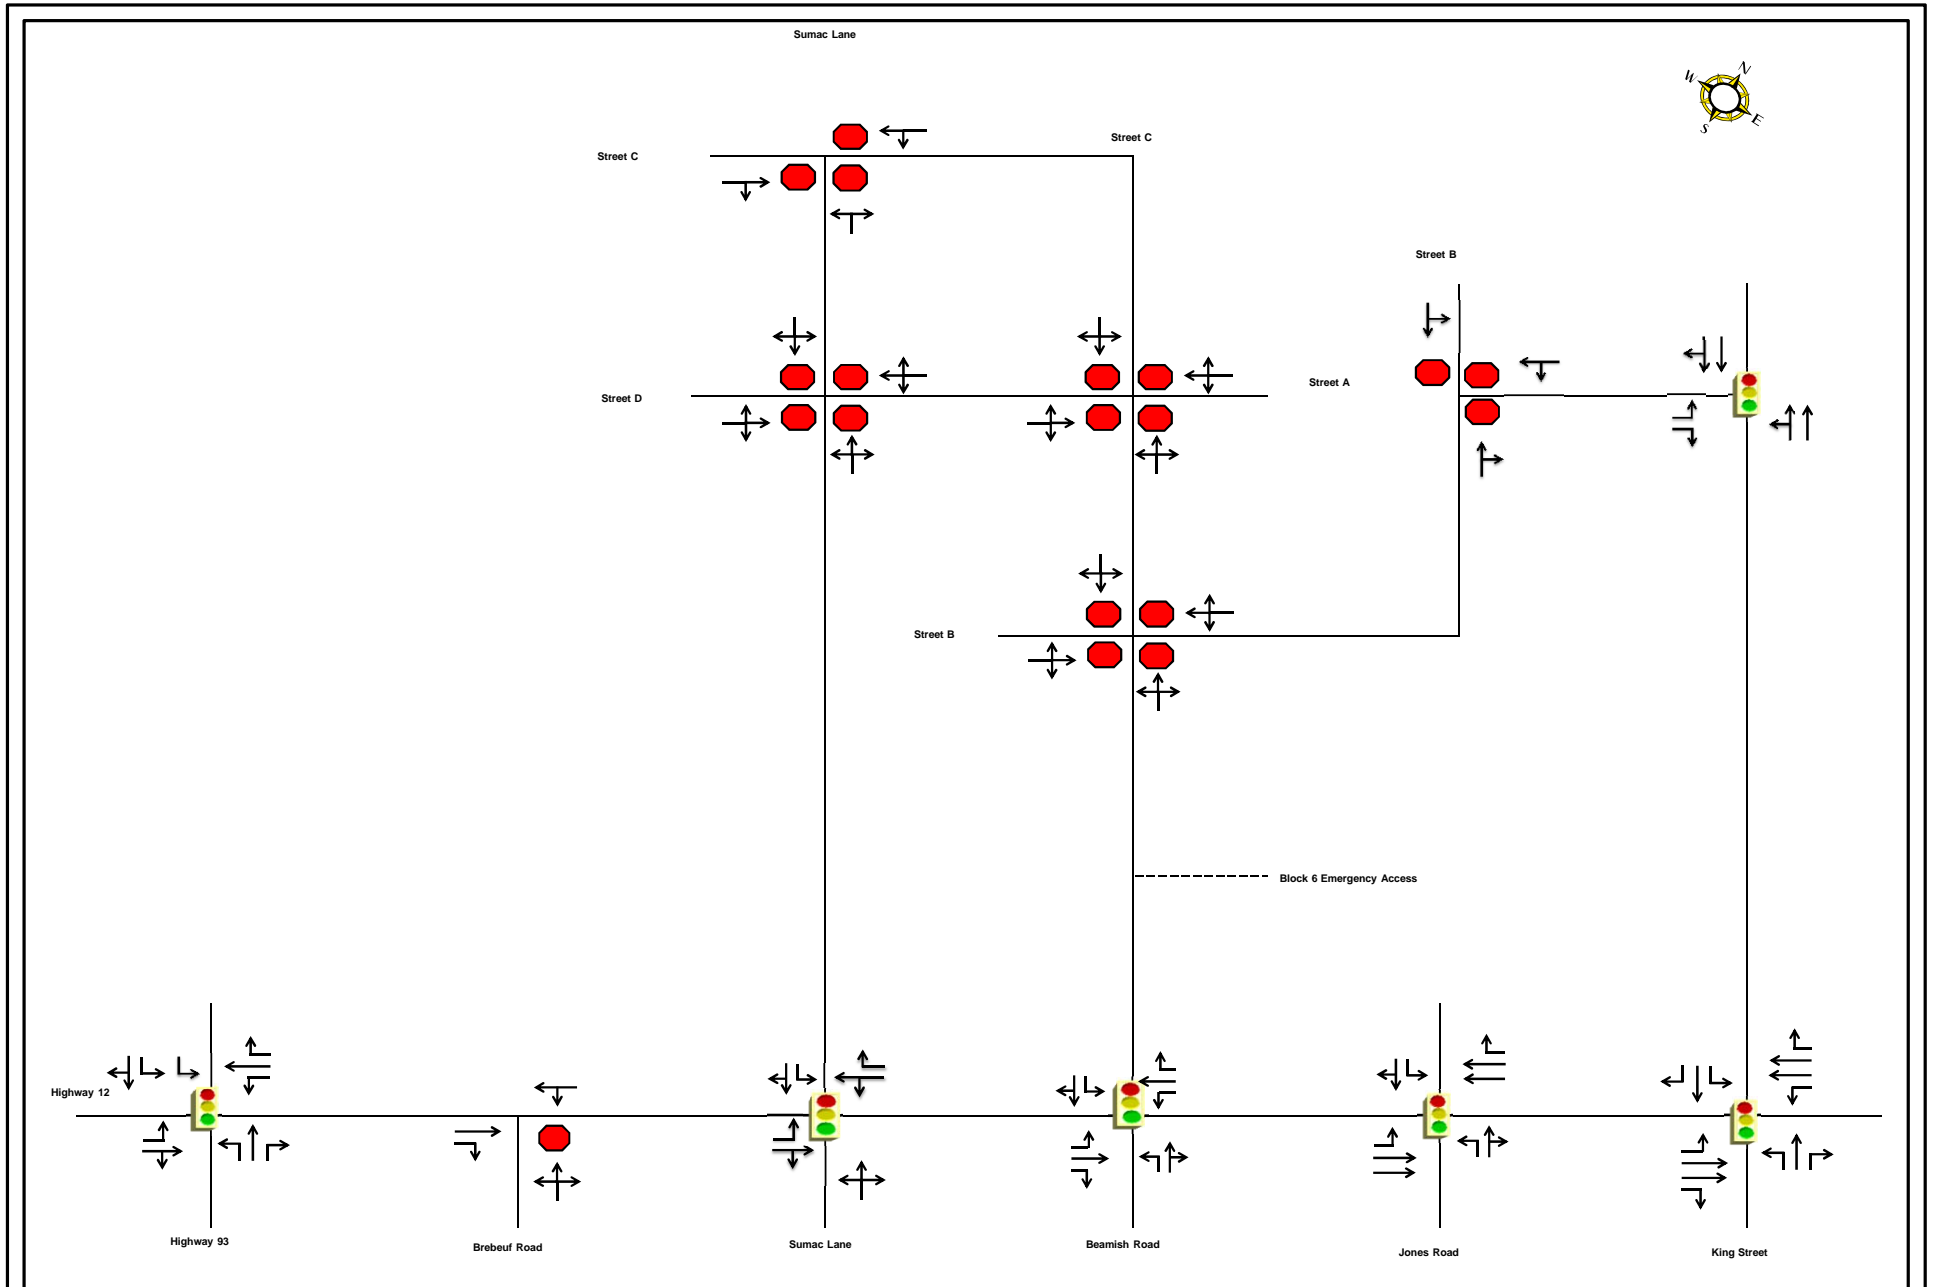 Sumac Lane
W
N
S
E
Street C
Street C
Street B
Street A
Street D
Street B
Block 6 Emergency Access
Highway 12
Highway 93
Brebeuf Road
Sumac Lane
Beamish Road
Jones Road
King Street